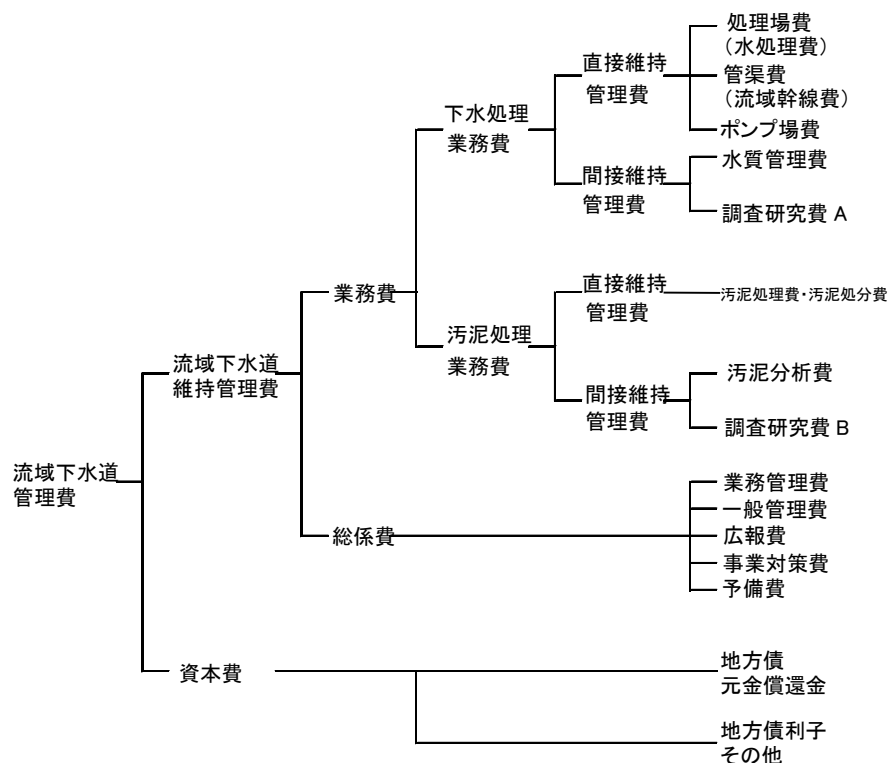 処理場費
(水処理費)
直接維持
管理費
管渠費
(流域幹線費)
下水処理
業務費
ポンプ場費
水質管理費
間接維持
管理費
調査研究費 A
業務費
直接維持
管理費
汚泥処理費・汚泥処分費
汚泥処理
業務費
流域下水道
維持管理費
汚泥分析費
間接維持
管理費
調査研究費 B
流域下水道
管理費
業務管理費
一般管理費
総係費
広報費
事業対策費
予備費
資本費
地方債
元金償還金
地方債利子
その他